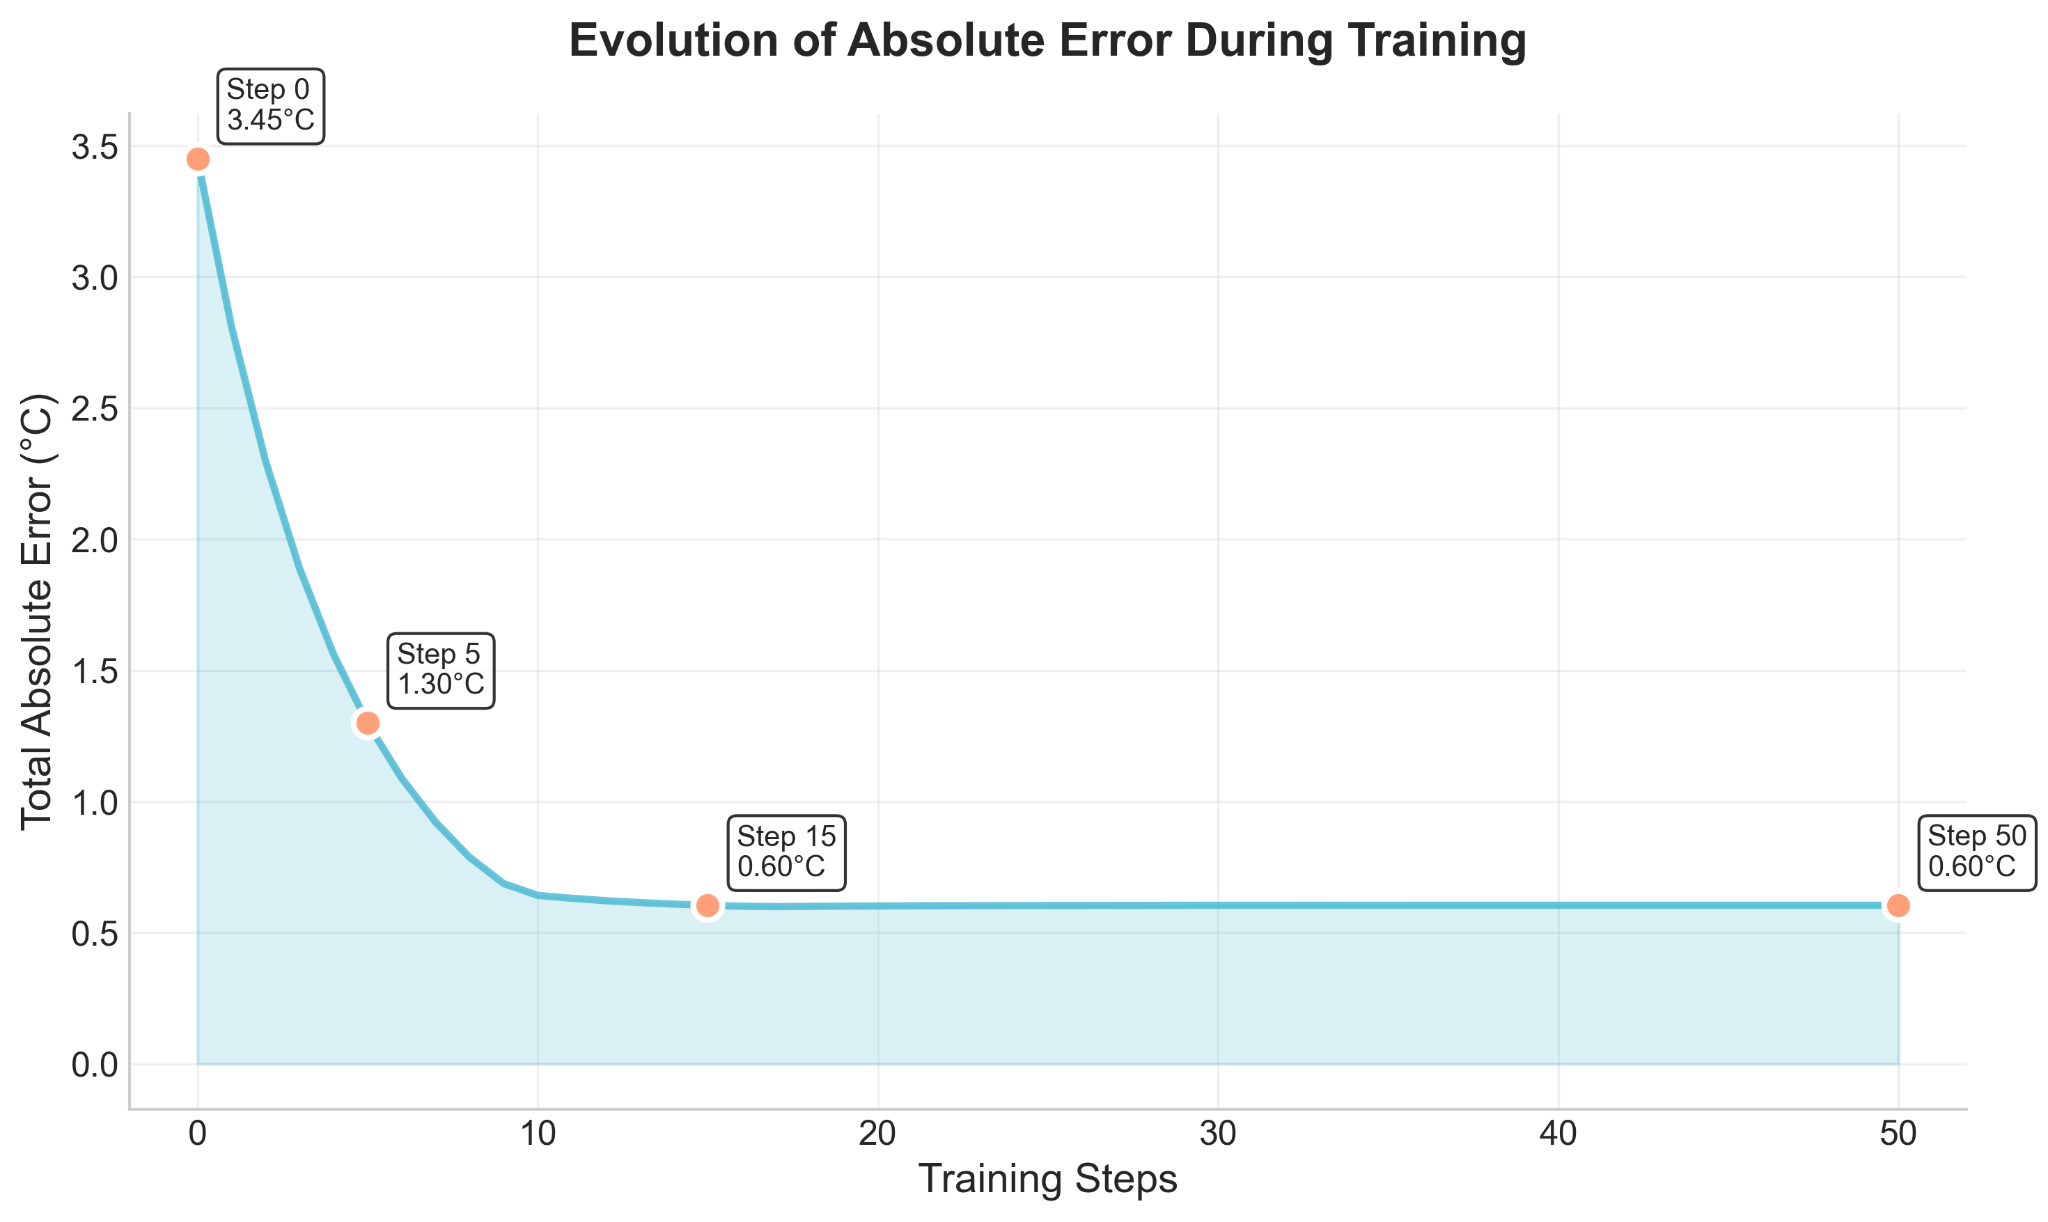 Evolution of Absolute Error During Training
Step 0
3.45°C
3.5
3.0
2.5
2.0
1.5
1.0
0.5
0.0
Total Absolute Error (°C)
Step 5
1.30°C
Step 15
0.60°C
Step 50
0.60°C
0
10
20
30
40
50
Training Steps